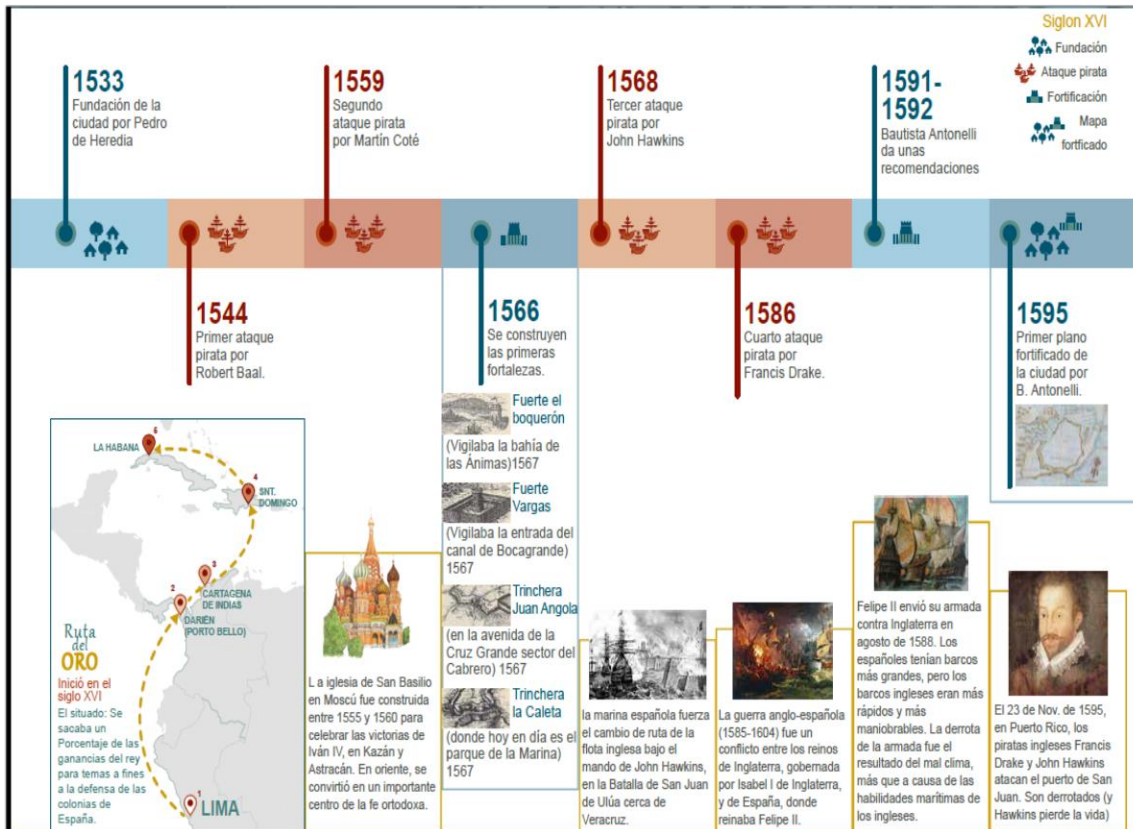 Siglon XVI
Fundación
Ataque pirata
Fortificación
Mapa
fortficado
1533
Fundación de la
ciudad por Pedro
de Heredia
1559
Segundo
ataque pirata
por Martín Coté
1568
Tercer ataque
pirata por
John Hawkins
1591-
1592
Bautista Antonelli
da unas
recomendaciones
1544
Primer ataque
pirata por
Robert Baal.
1566
Se construyen
las primeras
fortalezas.
1586
Cuarto ataque
pirata por
Francis Drake.
1595
Primer plano
fortificado de
la ciudad por
B. Antonelli.
Fuerte el
boquerón
(Vigilaba la bahía de
las Ánimas)1567
Fuerte
Vargas
(Vigilaba la entrada del
canal de Bocagrande)
1567
Trinchera
Juan Angola
(en la avenida de la
Cruz Grande sector del
Cabrero) 1567
Trinchera
la Caleta
(donde hoy en día es el
parque de la Marina)
1567
5
LA HABANA
4
SNT.
DOMINGO
3
CARTAGENA
DE INDIAS
2
DARIÉN
(PORTO BELLO)
Ruta
del
ORO
Inició en el
siglo XVI
El situado: Se
sacaba un
Porcentaje de las
ganancias del rey
para temas a fines
a la defensa de las
colonias de
España.
1
LIMA
L a iglesia de San Basilio
en Moscú fue construida
entre 1555 y 1560 para
celebrar las victorias de
Iván IV, en Kazán y
Astracán. En oriente, se
convirtió en un importante
centro de la fe ortodoxa.
la marina española fuerza
el cambio de ruta de la
flota inglesa bajo el
mando de John Hawkins,
en la Batalla de San Juan
de Ulúa cerca de
Veracruz.
La guerra anglo-española
(1585-1604) fue un
conflicto entre los reinos
de Inglaterra, gobernada
por Isabel I de Inglaterra,
y de España, donde
reinaba Felipe II.
Felipe II envió su armada
contra Inglaterra en
agosto de 1588. Los
españoles tenían barcos
más grandes, pero los
barcos ingleses eran más
rápidos y más
maniobrables. La derrota
de la armada fue el
resultado del mal clima,
más que a causa de las
habilidades marítimas de
los ingleses.
El 23 de Nov. de 1595,
en Puerto Rico, los
piratas ingleses Francis
Drake y John Hawkins
atacan el puerto de San
Juan. Son derrotados (y
Hawkins pierde la vida)